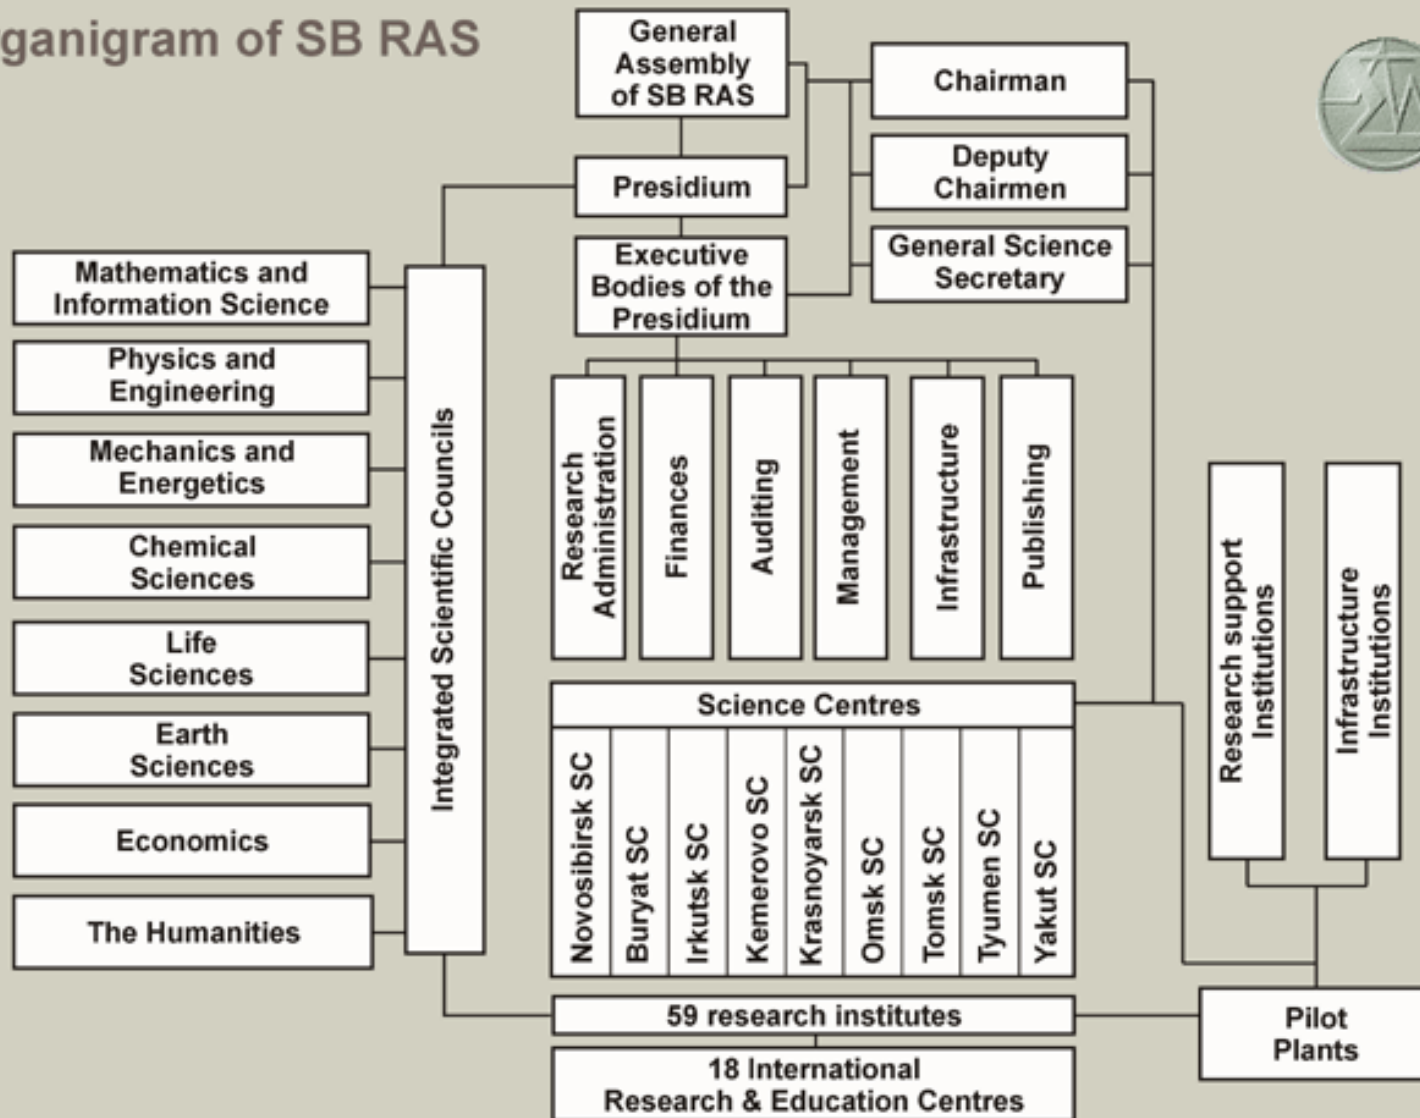 ganigram of SB RAS
General
Assembly
of SB RAS
Chairman
Deputy
Chairmen
Presidium
General Science
Secretary
Executive
Bodies of the
Presidium
Mathematics and
Information Science
Physics and
Engineering
Mechanics and
Energetics
Chemical
Sciences
Life
Sciences
Earth
Sciences
Economics
The Humanities
Integrated Scientific Councils
Research
Administration
Finances
Auditing
Management
Infrastructure
Publishing
Science Centres
Novosibirsk SC
Buryat SC
Irkutsk SC
Kemerovo SC
Krasnoyarsk SC
Omsk SC
Tomsk SC
Tyumen SC
Yakut SC
59 research institutes
18 International
Research & Education Centres
Research support
Institutions
Infrastructure
Institutions
Pilot
Plants